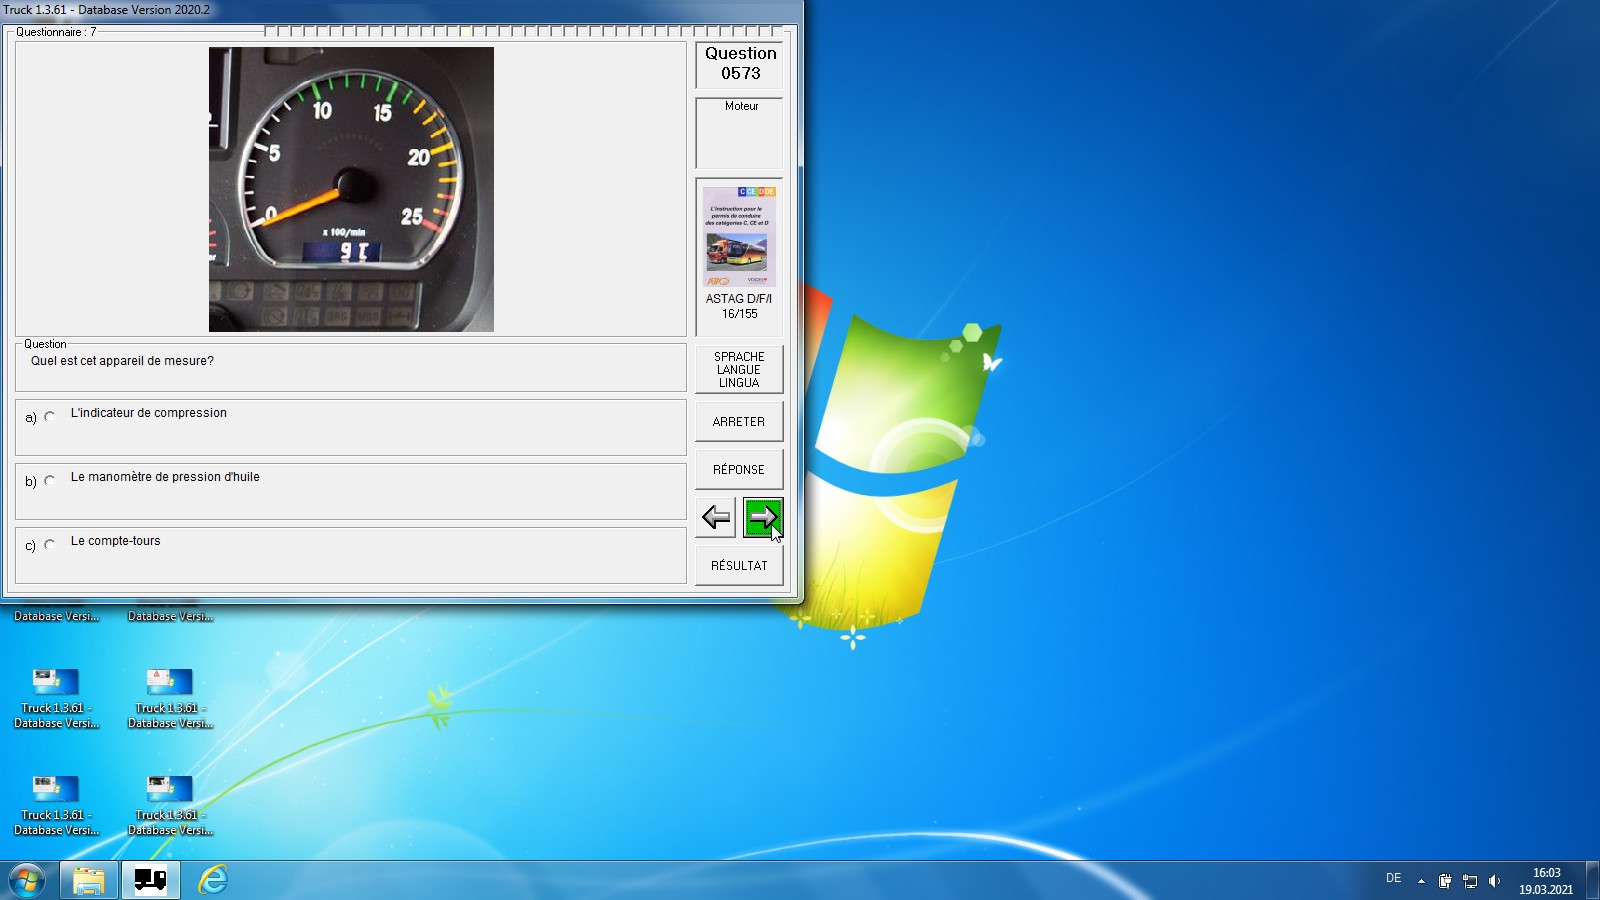 Truck 1.3.61 - Database Version 2020.2
Questionnaire : 7
0
5
10
15
20
25
x 100/min
Question
0573
Moteur
C CE D DE
L'instruction pour le
permis de conduire
des catégories C, CE et D
ASTAG D/F/I
16/155
Question
Quel est cet appareil de mesure?
a) L'indicateur de compression
b) Le manomètre de pression d'huile
c) Le compte-tours
SPRACHE
LANGUE
LINGUA
ARRETER
RÉPONSE
RÉSULTAT
Database Versi...
Database Versi...
Truck 1.3.61 -
Database Versi...
Truck 1.3.61 -
Database Versi...
Truck 1.3.61 -
Database Versi...
Truck 1.3.61 -
Database Versi...
DE
16:03
19.03.2021